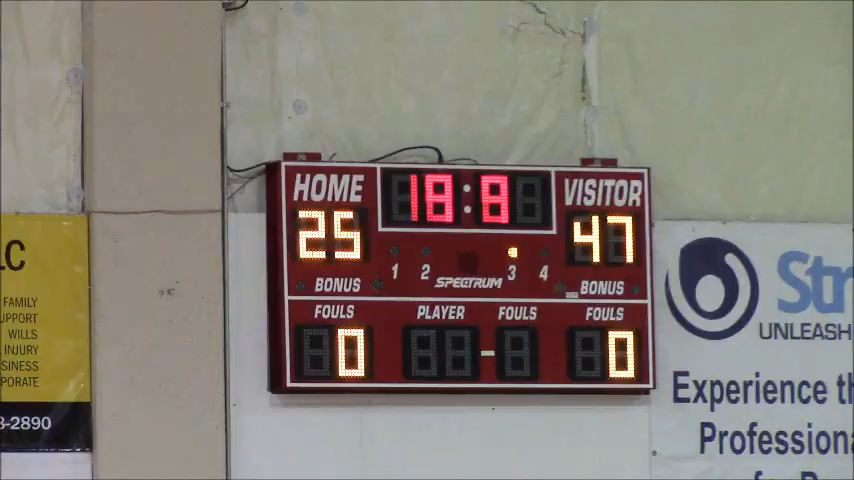 HOME
18:8
VISITOR
25
47
1 2 3 4
BONUS
SPECTRUM
BONUS
FOULS
PLAYER
FOULS
FOULS
0
-
0
LC
FAMILY
UPPORT
WILLS
INJURY
SINESS
PORATE
3-2890
Str
UNLEASH
Experience th
Professiona